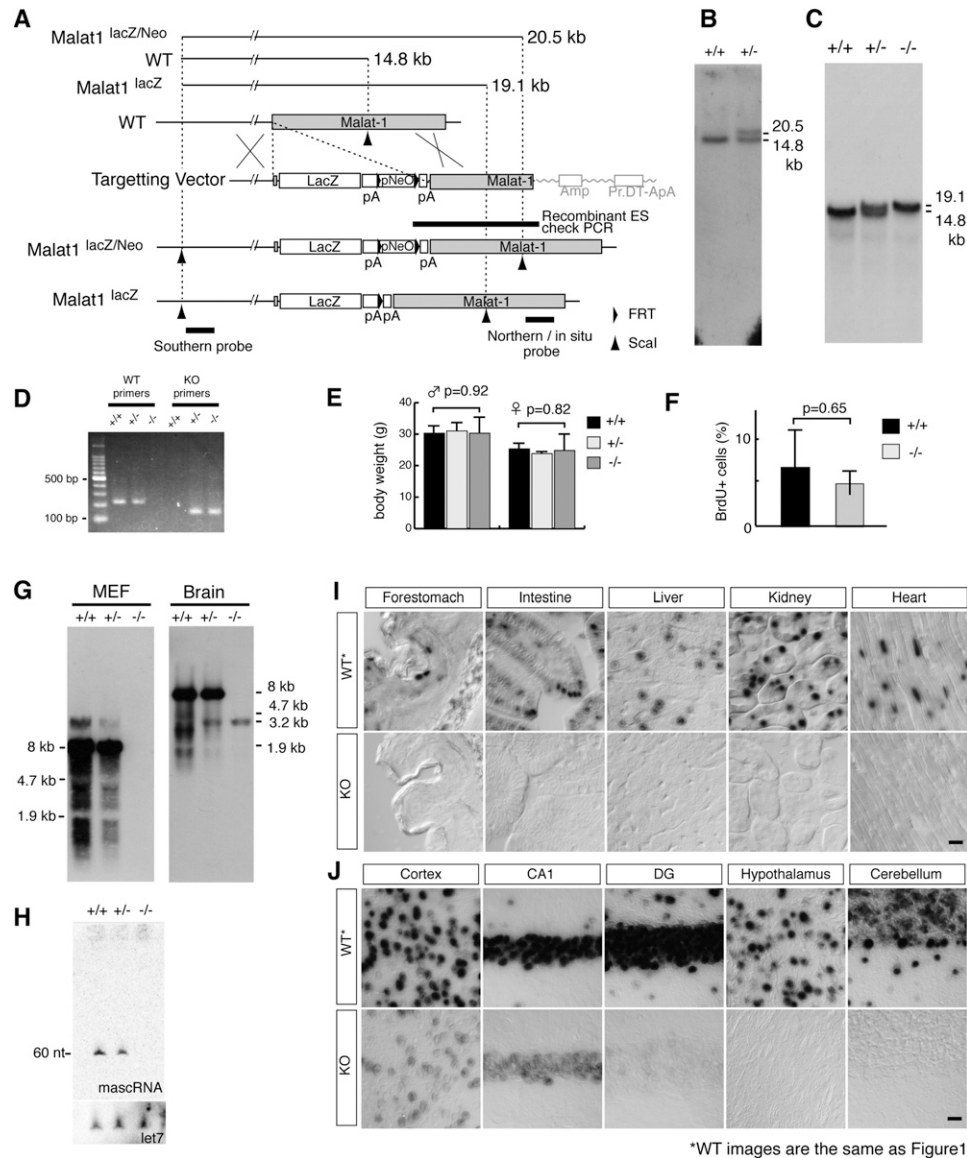 A
Malat1 lacZ/Neo
20.5 kb
WT
14.8 kb
Malat1 lacZ
19.1 kb
WT
Malat-1
Targetting Vector
LacZ
pNeO
Malat-1
Amp
Pr.DT-ApA
pA
pA
Recombinant ES
check PCR
Malat1 lacZ/Neo
LacZ
pNeO
Malat-1
pA
pA
Malat1 lacZ
LacZ
Malat-1
pA pA
Southern probe
Northern / in situ
probe
FRT
ScaI
B
+/+ +/-
20.5
14.8
kb
C
+/+ +/- -/-
19.1
14.8
kb
D
WT
primers
KO
primers
+/+ +/- -/- +/+ +/- -/-
500 bp
100 bp
E
♂ p=0.92
♀ p=0.82
body weight (g)
40
30
20
10
0
+/+
+/-
-/-
F
p=0.65
BrdU+ cells (%)
10
0
+/+
-/-
G
MEF
Brain
+/+ +/- -/-
+/+ +/- -/-
8 kb
4.7 kb
1.9 kb
8 kb
4.7 kb
3.2 kb
1.9 kb
H
+/+ +/- -/-
60 nt
mascRNA
let7
I
Forestomach Intestine Liver Kidney Heart
WT*
KO
J
Cortex CA1 DG Hypothalamus Cerebellum
WT*
KO
*WT images are the same as Figure1